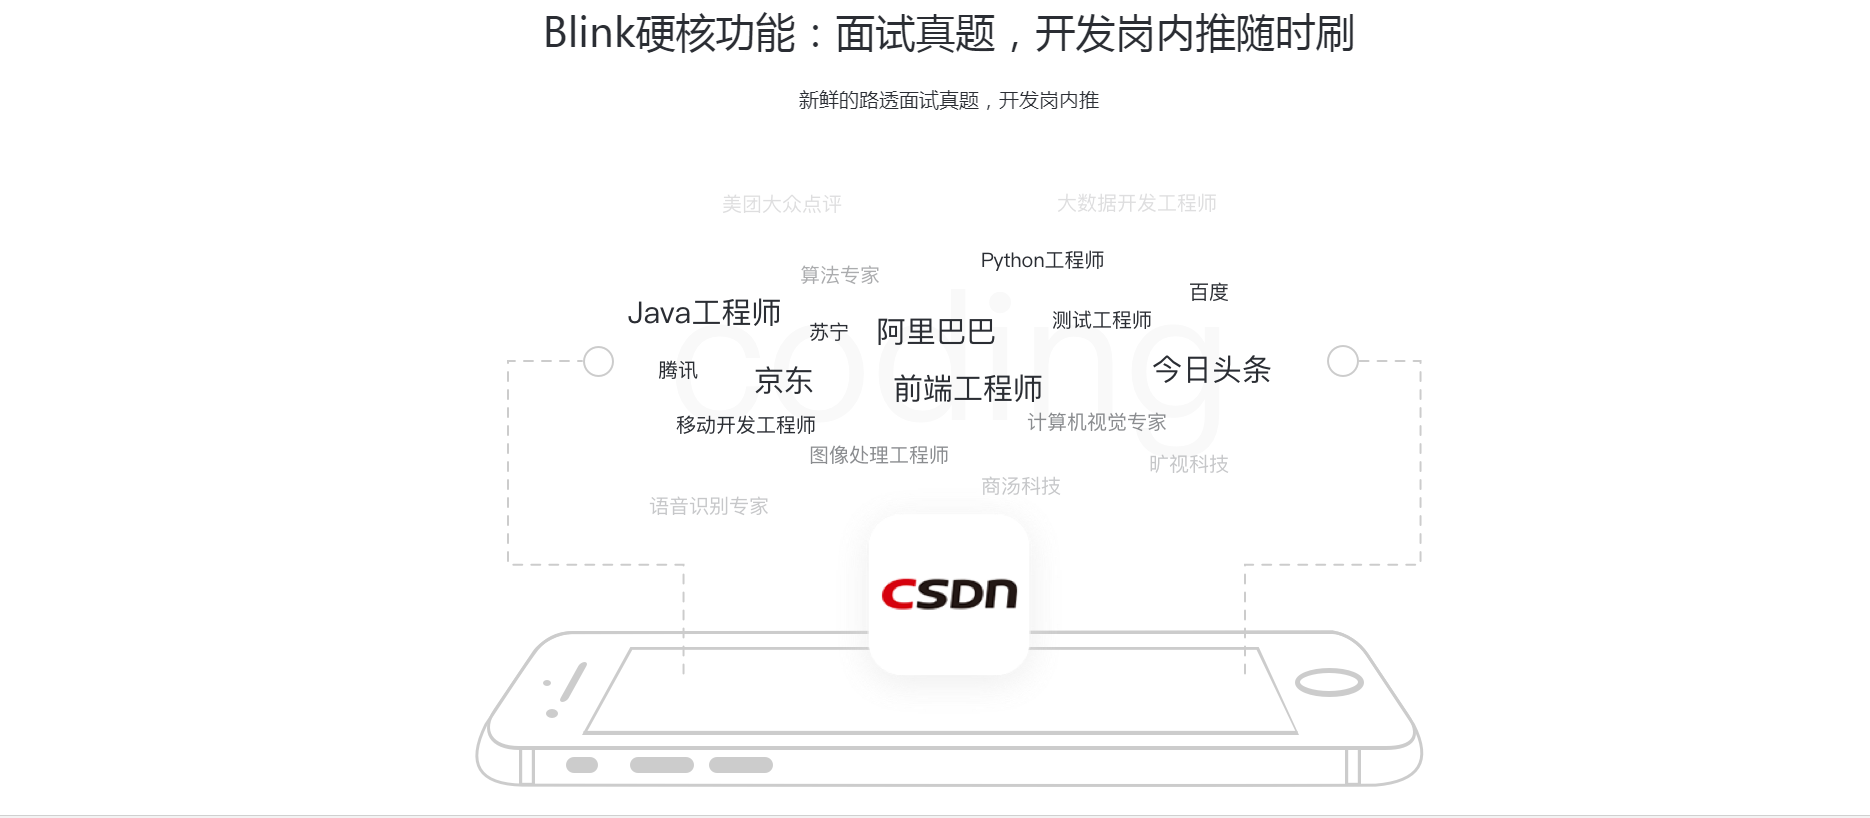 Blink硬核功能：面试真题，开发岗内推随时刷
新鲜的路透面试真题，开发岗内推
美团大众点评
大数据开发工程师
Python工程师
算法专家
百度
Java工程师
苏宁
阿里巴巴
测试工程师
腾讯
京东
前端工程师
今日头条
coding
移动开发工程师
计算机视觉专家
图像处理工程师
旷视科技
商汤科技
语音识别专家
CSDN